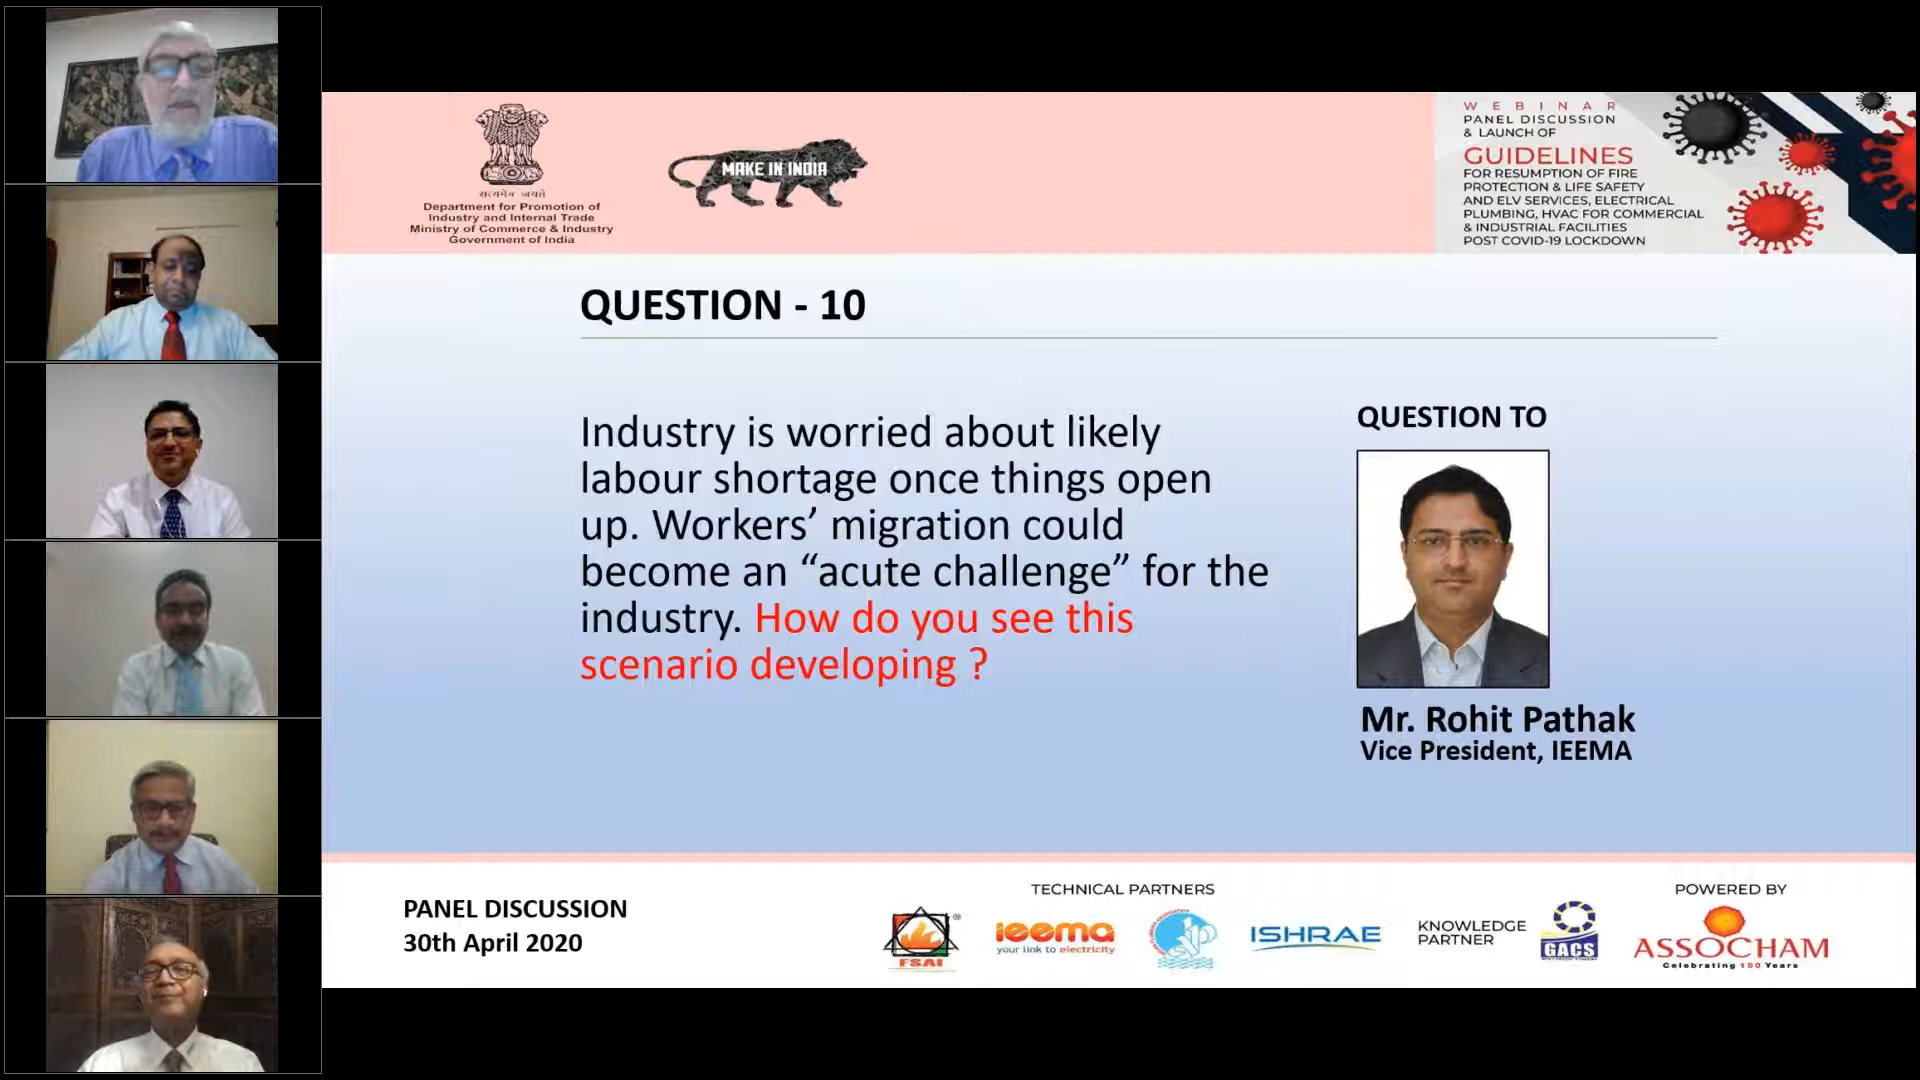 सत्यमेव जयते
Department for Promotion of
Industry and Internal Trade
Ministry of Commerce & Industry
Government of India
MAKE IN INDIA
WEBINAR
PANEL DISCUSSION
& LAUNCH OF
GUIDELINES
FOR RESUMPTION OF FIRE
PROTECTION & LIFE SAFETY
AND ELV SERVICES, ELECTRICAL
PLUMBING, HVAC FOR COMMERCIAL
& INDUSTRIAL FACILITIES
POST COVID-19 LOCKDOWN
QUESTION - 10
Industry is worried about likely
labour shortage once things open
up. Workers’ migration could
become an “acute challenge” for the
industry. How do you see this
scenario developing ?
QUESTION TO
Mr. Rohit Pathak
Vice President, IEEMA
PANEL DISCUSSION
30th April 2020
TECHNICAL PARTNERS
FSAI
®
ieema
your link to electricity
ISHRAE
KNOWLEDGE
PARTNER
GACS
POWERED BY
ASSOCHAM
Celebrating 100 Years